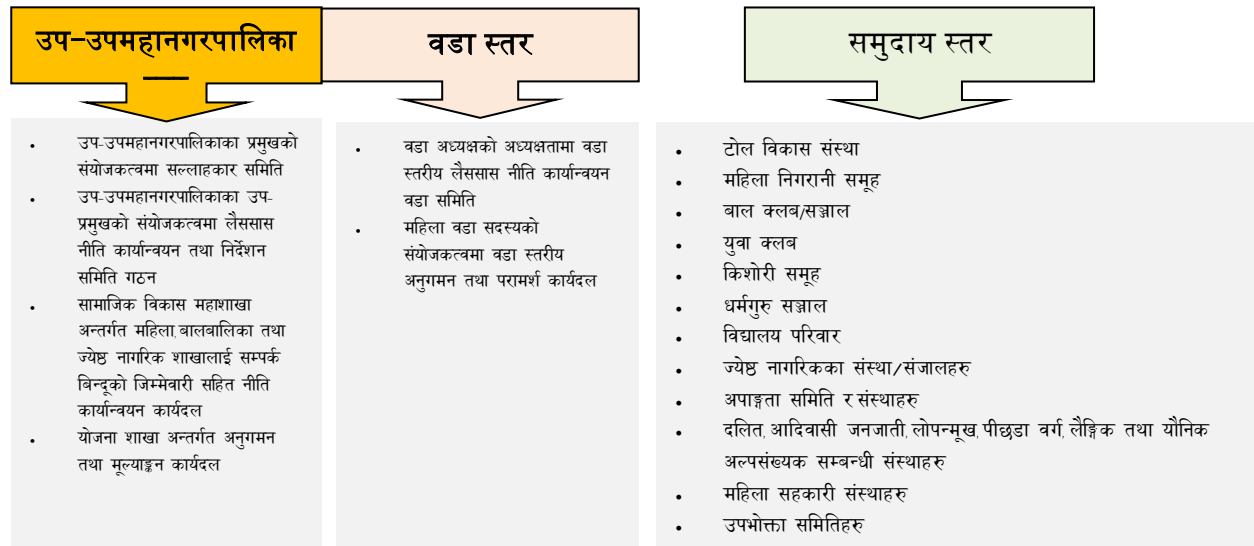 उप-उपमहानगरपालिका
उप-उपमहानगरपालिकाका प्रमुखको
संयोजकत्वमा सल्लाहकार समिति
उप-उपमहानगरपालिकाका उप-
प्रमुखको संयोजकत्वमा लैससास
नीति कार्यान्वयन तथा निर्देशन
समिति गठन
सामाजिक विकास महाशाखा
अन्तर्गत महिला, बालबालिका तथा
ज्येष्ठ नागरिक शाखालाई सम्पर्क
बिन्दूको जिम्मेवारी सहित नीति
कार्यान्वयन कार्यदल
योजना शाखा अन्तर्गत अनुगमन
तथा मूल्याङ्कन कार्यदल
वडा स्तर
वडा अध्यक्षको अध्यक्षतामा वडा
स्तरीय लैससास नीति कार्यान्वयन
वडा समिति
महिला वडा सदस्यको
संयोजकत्वमा वडा स्तरीय
अनुगमन तथा परामर्श कार्यदल
समुदाय स्तर
टोल विकास संस्था
महिला निगरानी समूह
बाल क्लब/सञ्जाल
युवा क्लब
किशोरी समूह
धर्मगुरु सञ्जाल
विद्यालय परिवार
ज्येष्ठ नागरिकका संस्था/संजालहरु
अपाङ्गता समिति र संस्थाहरु
दलित, आदिवासी जनजाती, लोपन्मूख, पीछडा वर्ग, लैङ्गिक तथा यौनिक
अल्पसंख्यक सम्बन्धी संस्थाहरु
महिला सहकारी संस्थाहरु
उपभोक्ता समितिहरु